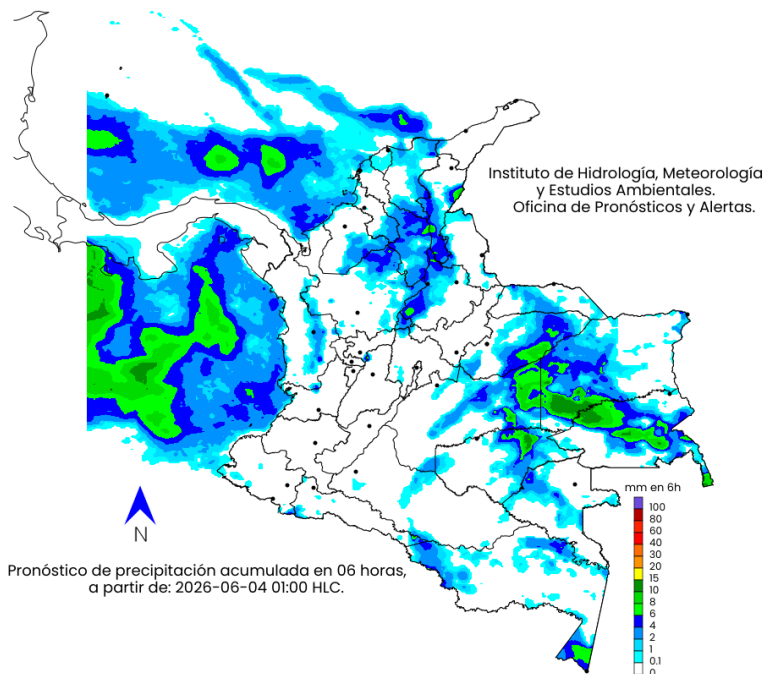 Instituto de Hidrología, Meteorología
y Estudios Ambientales.
Oficina de Pronósticos y Alertas.
N
Pronóstico de precipitación acumulada en 06 horas,
a partir de: 2026-06-04 01:00 HLC.
mm en 6h
100
80
60
40
30
20
15
10
8
6
4
2
1
0.1
0